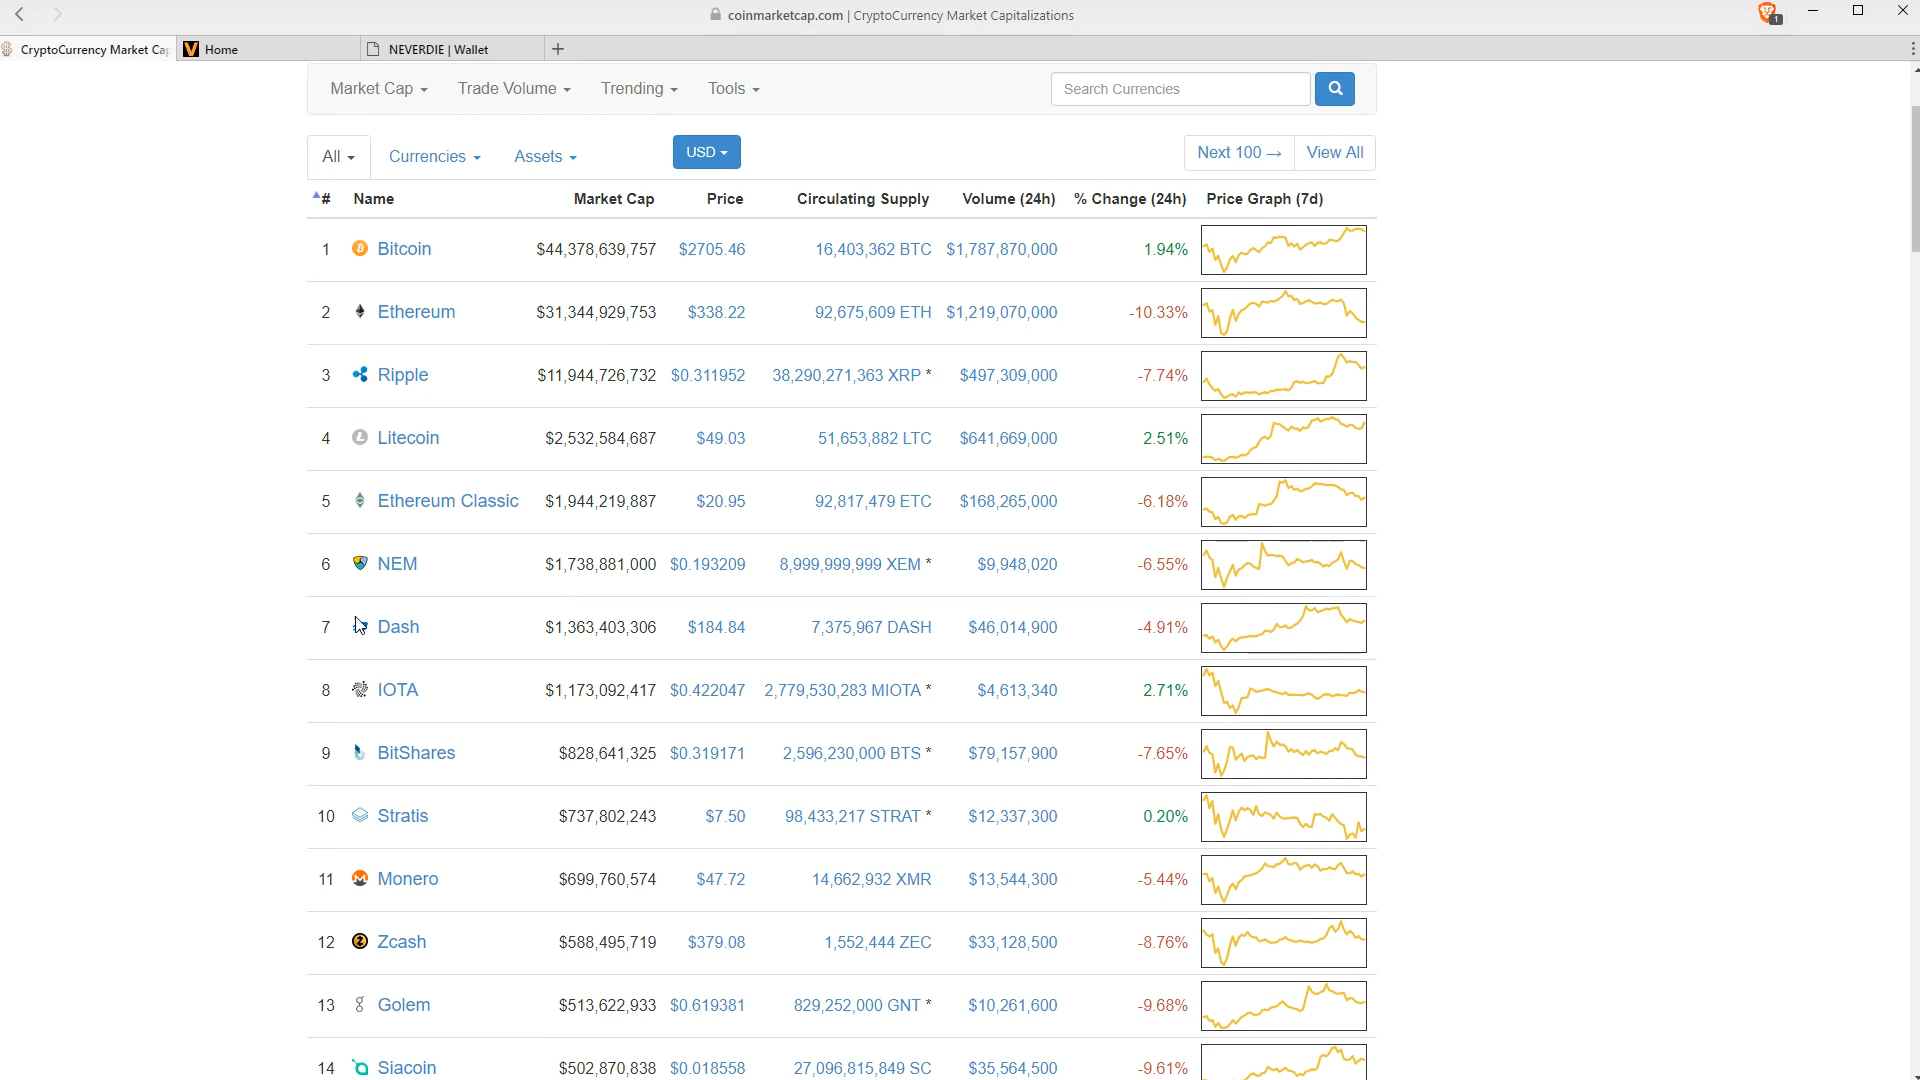 coinmarketcap.com | CryptoCurrency Market Capitalizations
1
CryptoCurrency Market Cap
Home
NEVERDIE | Wallet
Market Cap Trade Volume Trending Tools Search Currencies
All Currencies Assets USD Next 100 → View All
# Name Market Cap Price Circulating Supply Volume (24h) % Change (24h) Price Graph (7d)
1 Bitcoin $44,378,639,757 $2705.46 16,403,362 BTC $1,787,870,000 1.94%
2 Ethereum $31,344,929,753 $338.22 92,675,609 ETH $1,219,070,000 -10.33%
3 Ripple $11,944,726,732 $0.311952 38,290,271,363 XRP * $497,309,000 -7.74%
4 Litecoin $2,532,584,687 $49.03 51,653,882 LTC $641,669,000 2.51%
5 Ethereum Classic $1,944,219,887 $20.95 92,817,479 ETC $168,265,000 -6.18%
6 NEM $1,738,881,000 $0.193209 8,999,999,999 XEM * $9,948,020 -6.55%
7 Dash $1,363,403,306 $184.84 7,375,967 DASH $46,014,900 -4.91%
8 IOTA $1,173,092,417 $0.422047 2,779,530,283 MIOTA * $4,613,340 2.71%
9 BitShares $828,641,325 $0.319171 2,596,230,000 BTS * $79,157,900 -7.65%
10 Stratis $737,802,243 $7.50 98,433,217 STRAT * $12,337,300 0.20%
11 Monero $699,760,574 $47.72 14,662,932 XMR $13,544,300 -5.44%
12 Zcash $588,495,719 $379.08 1,552,444 ZEC $33,128,500 -8.76%
13 Golem $513,622,933 $0.619381 829,252,000 GNT * $10,261,600 -9.68%
14 Siacoin $502,870,838 $0.018558 27,096,815,849 SC $35,564,500 -9.61%